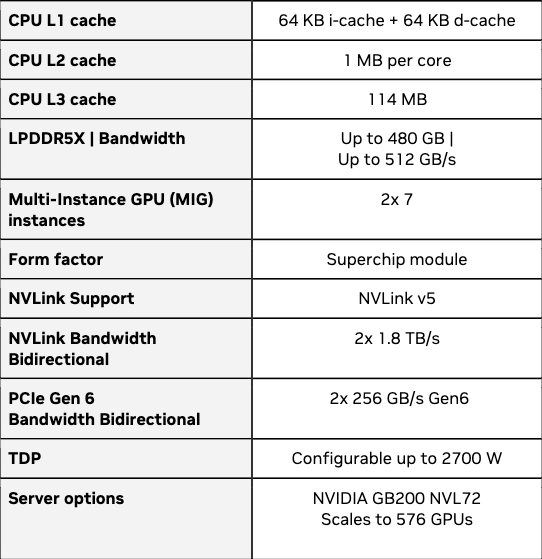 CPU L1 cache
64 KB i-cache + 64 KB d-cache
CPU L2 cache
1 MB per core
CPU L3 cache
114 MB
LPDDR5X | Bandwidth
Up to 480 GB |
Up to 512 GB/s
Multi-Instance GPU (MIG)
instances
2x 7
Form factor
Superchip module
NVLink Support
NVLink v5
NVLink Bandwidth
Bidirectional
2x 1.8 TB/s
PCIe Gen 6
Bandwidth Bidirectional
2x 256 GB/s Gen6
TDP
Configurable up to 2700 W
Server options
NVIDIA GB200 NVL72
Scales to 576 GPUs